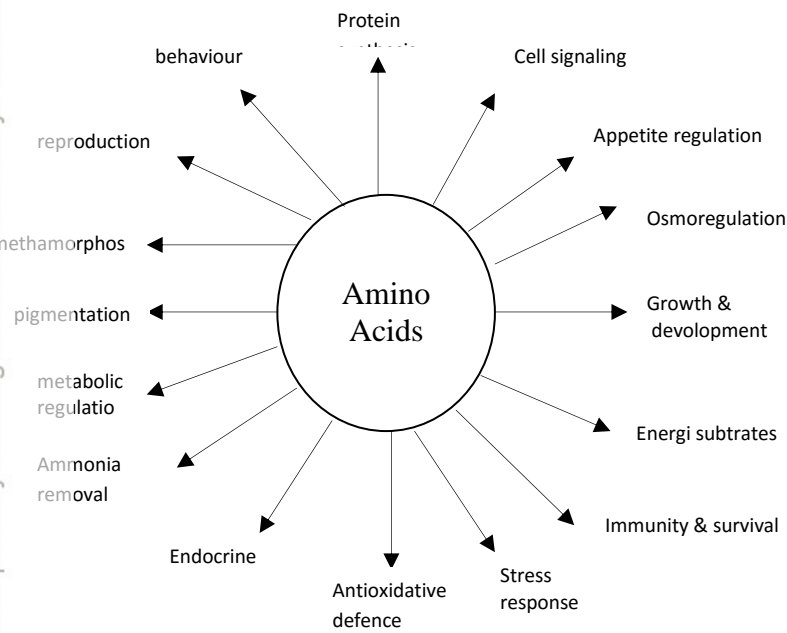 Protein
behaviour
Cell signaling
reproduction
Appetite regulation
Osmoregulation
methamorphos
pigmentation
Amino
Acids
Growth &
devolopment
metabolic
regulatio
Energi subtrates
Ammonia
removal
Immunity & survival
Endocrine
Antioxidative
defence
Stress
response